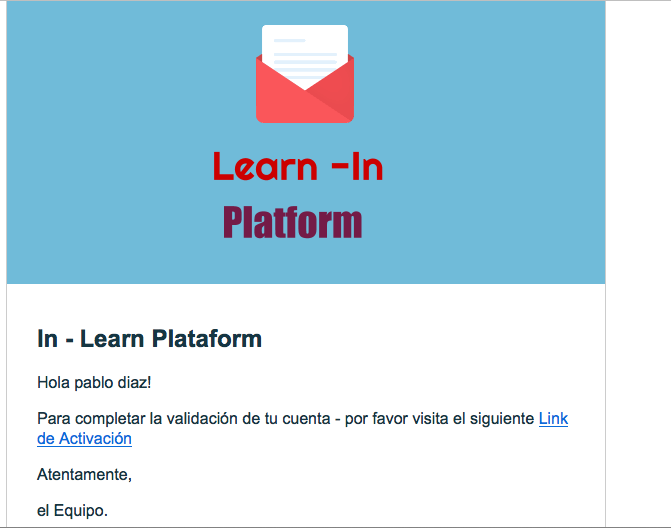 Learn -In
Platform
In - Learn Plataform
Hola pablo diaz!
Para completar la validación de tu cuenta - por favor visita el siguiente Link
de Activación
Atentamente,
el Equipo.